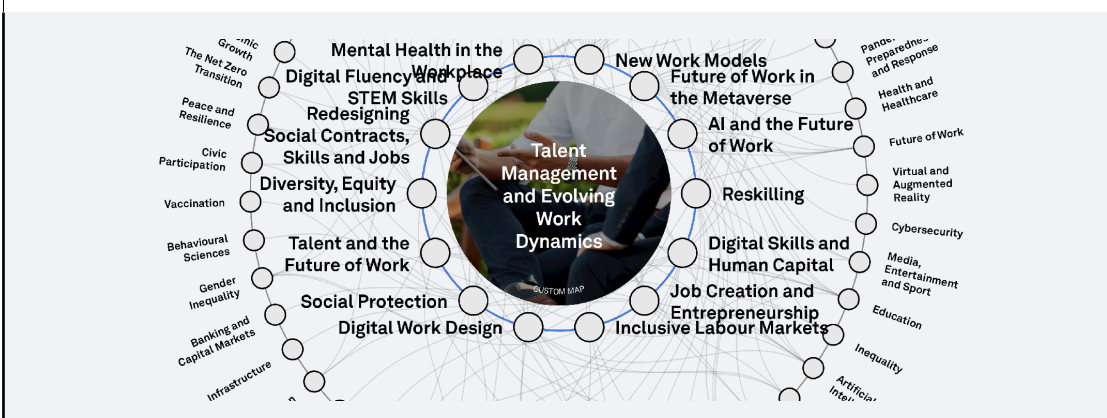 Talent
Management
and Evolving
Work
Dynamics
CUSTOM MAP
Mental Health in the
Workplace
Digital Fluency and
STEM Skills
Redesigning
Social Contracts,
Skills and Jobs
Diversity, Equity
and Inclusion
Talent and the
Future of Work
Social Protection
Digital Work Design
New Work Models
Future of Work in
the Metaverse
AI and the Future
of Work
Reskilling
Digital Skills and
Human Capital
Job Creation and
Entrepreneurship
Inclusive Labour Markets
Growth
The Net Zero
Transition
Peace and
Resilience
Civic
Participation
Vaccination
Behavioural
Sciences
Gender
Inequality
Banking and
Capital Markets
Infrastructure
Preparedness
and Response
Health and
Healthcare
Future of Work
Virtual and
Augmented
Reality
Cybersecurity
Media,
Entertainment
and Sport
Education
Inequality
Artificial